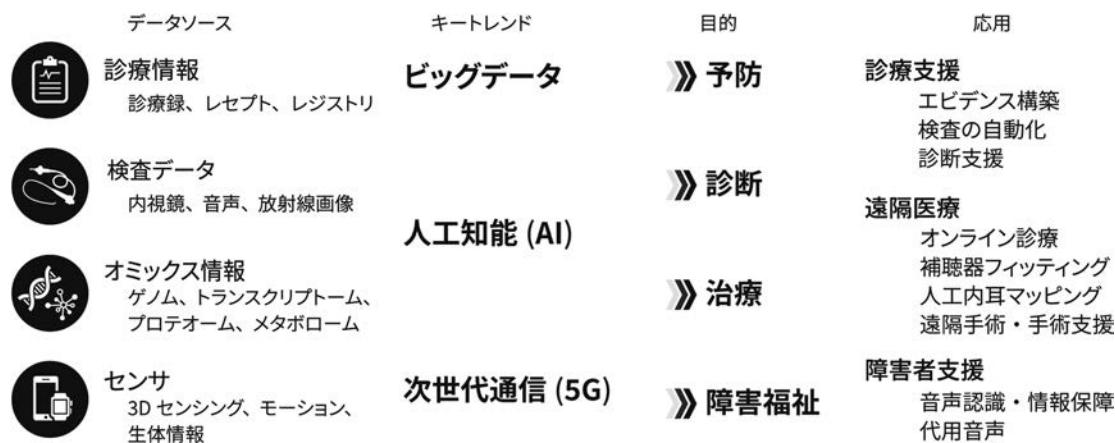 データソース
キートレンド
目的
応用
診療情報
診療録、レセプト、レジストリ
検査データ
内視鏡、音声、放射線画像
オミックス情報
ゲノム、トランスクリプトーム、
プロテオーム、メタボローム
センサ
3D センシング、モーション、
生体情報
ビッグデータ
人工知能 (AI)
次世代通信 (5G)
予防
診断
治療
障害福祉
診療支援
エビデンス構築
検査の自動化
診断支援
遠隔医療
オンライン診療
補聴器フィッティング
人工内耳マッピング
遠隔手術・手術支援
障害者支援
音声認識・情報保障
代用音声